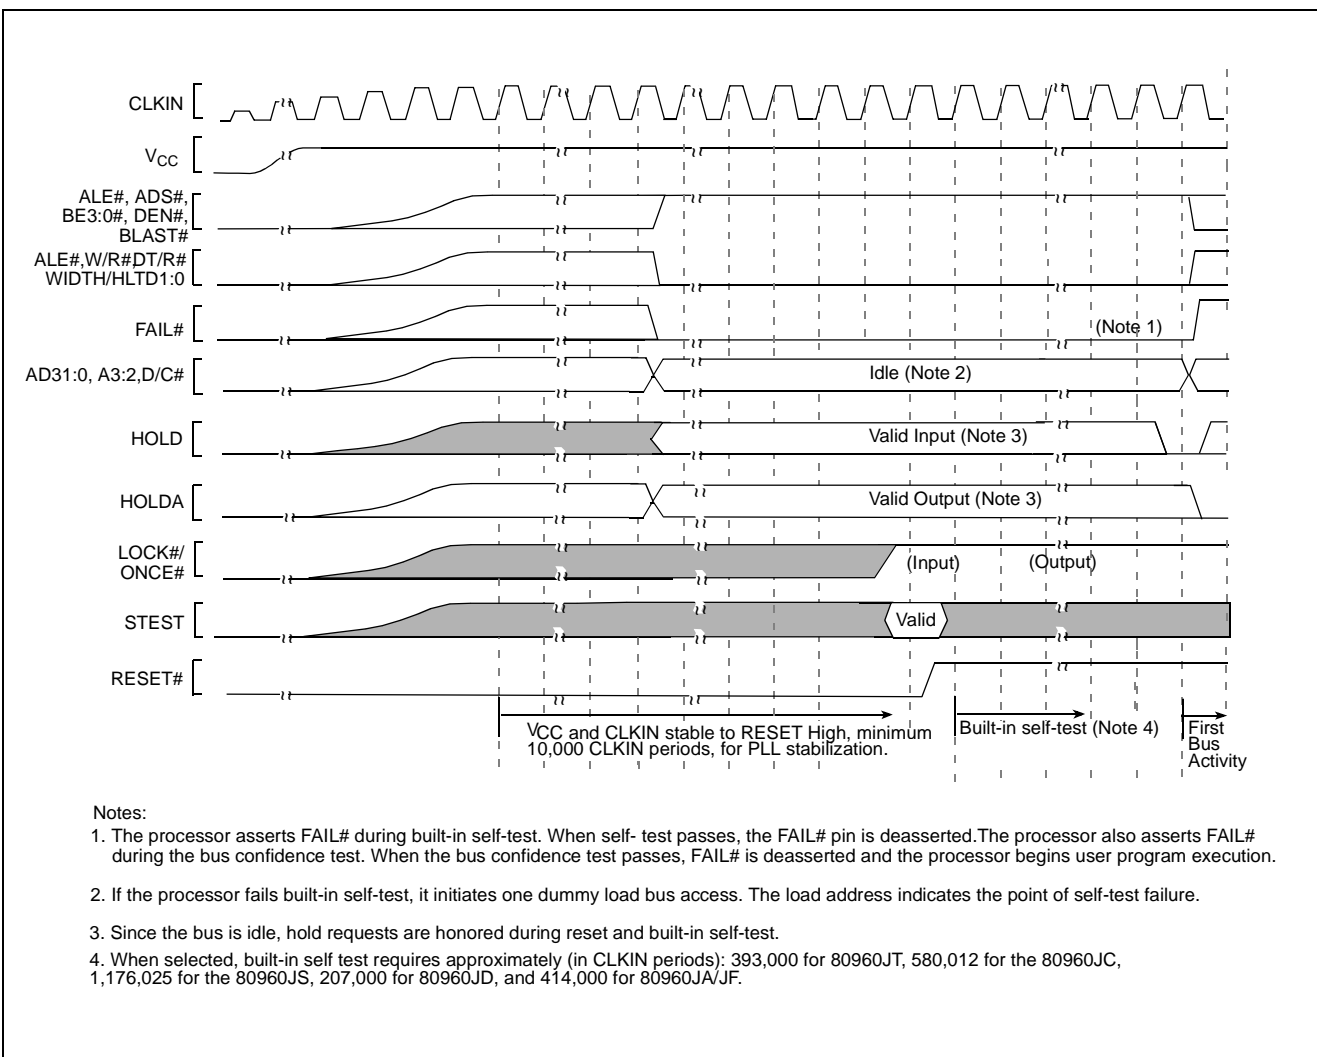 CLKIN
VCC
ALE#, ADS#,
BE3:0#, DEN#,
BLAST#
ALE#,W/R#,DT/R#
WIDTH/HLTD1:0
FAIL#
(Note 1)
AD31:0, A3:2,D/C#
Idle (Note 2)
HOLD
Valid Input (Note 3)
HOLDA
Valid Output (Note 3)
LOCK#/
ONCE#
(Input)
(Output)
STEST
Valid
RESET#
VCC and CLKIN stable to RESET High, minimum
10,000 CLKIN periods, for PLL stabilization.
Built-in self-test (Note 4)
First
Bus
Activity
Notes:
1. The processor asserts FAIL# during built-in self-test. When self- test passes, the FAIL# pin is deasserted.The processor also asserts FAIL#
during the bus confidence test. When the bus confidence test passes, FAIL# is deasserted and the processor begins user program execution.
2. If the processor fails built-in self-test, it initiates one dummy load bus access. The load address indicates the point of self-test failure.
3. Since the bus is idle, hold requests are honored during reset and built-in self-test.
4. When selected, built-in self test requires approximately (in CLKIN periods): 393,000 for 80960JT, 580,012 for the 80960JC,
1,176,025 for the 80960JS, 207,000 for 80960JD, and 414,000 for 80960JA/JF.